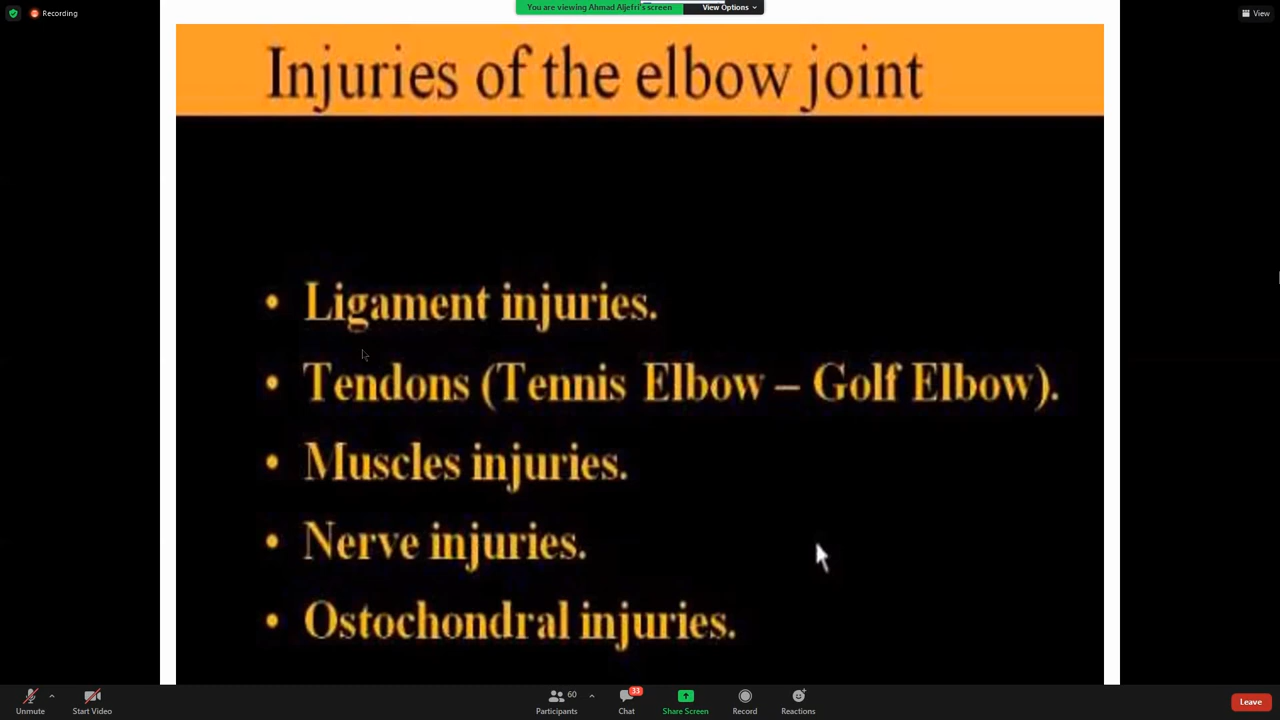 Recording
You are viewing Ahmad Aljefri's screen
View Options
View
Injuries of the elbow joint
• Ligament injuries.
• Tendons (Tennis Elbow – Golf Elbow).
• Muscles injuries.
• Nerve injuries.
• Ostochondral injuries.
60
33
Unmute
Start Video
Participants
Chat
Share Screen
Record
Reactions
Leave